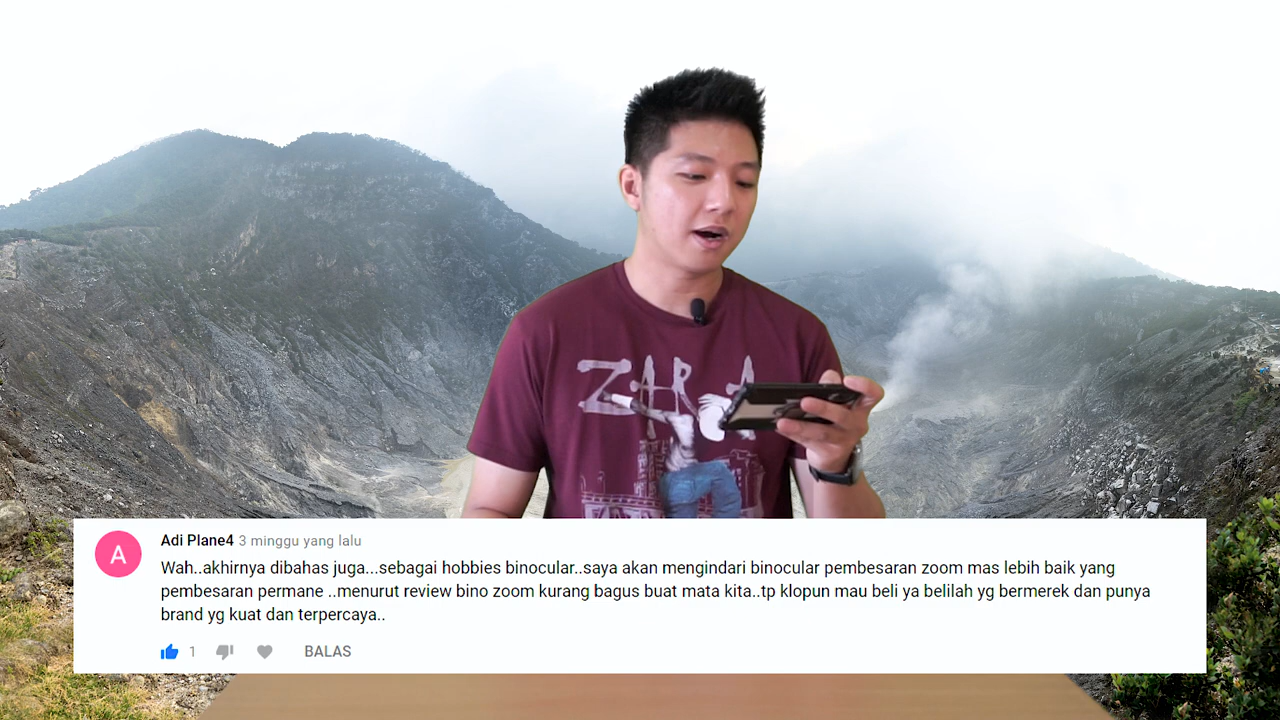 ZARA
Adi Plane4 3 minggu yang lalu
Wah..akhirnya dibahas juga...sebagai hobbies binocular..saya akan mengindari binocular pembesaran zoom mas lebih baik yang
pembesaran permane ..menurut review bino zoom kurang bagus buat mata kita..tp klopun mau beli ya belilah yg bermerek dan punya
brand yg kuat dan terpercaya..
1 BALAS